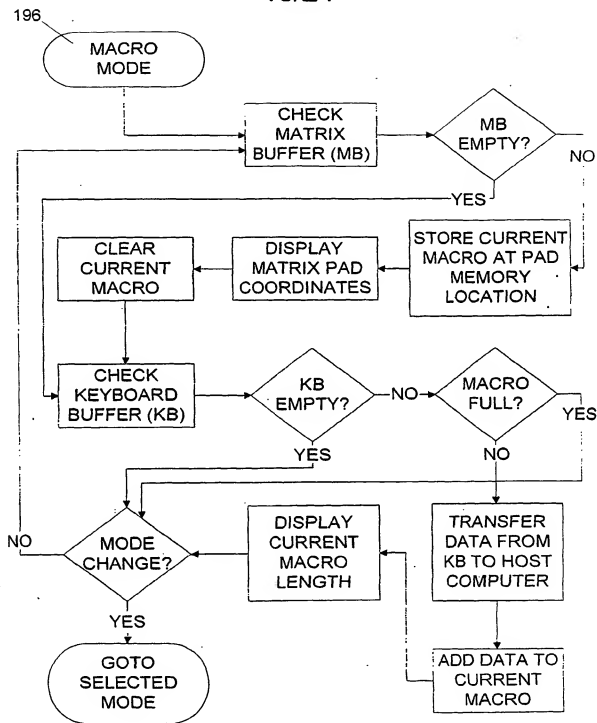 196
MACRO
MODE
CHECK
MATRIX
BUFFER (MB)
MB
EMPTY?
NO
YES
CLEAR
CURRENT
MACRO
DISPLAY
MATRIX PAD
COORDINATES
STORE CURRENT
MACRO AT PAD
MEMORY
LOCATION
CHECK
KEYBOARD
BUFFER (KB)
KB
EMPTY?
NO
MACRO
FULL?
YES
YES
NO
NO
MODE
CHANGE?
DISPLAY
CURRENT
MACRO
LENGTH
TRANSFER
DATA FROM
KB TO HOST
COMPUTER
YES
GOTO
SELECTED
MODE
ADD DATA TO
CURRENT
MACRO